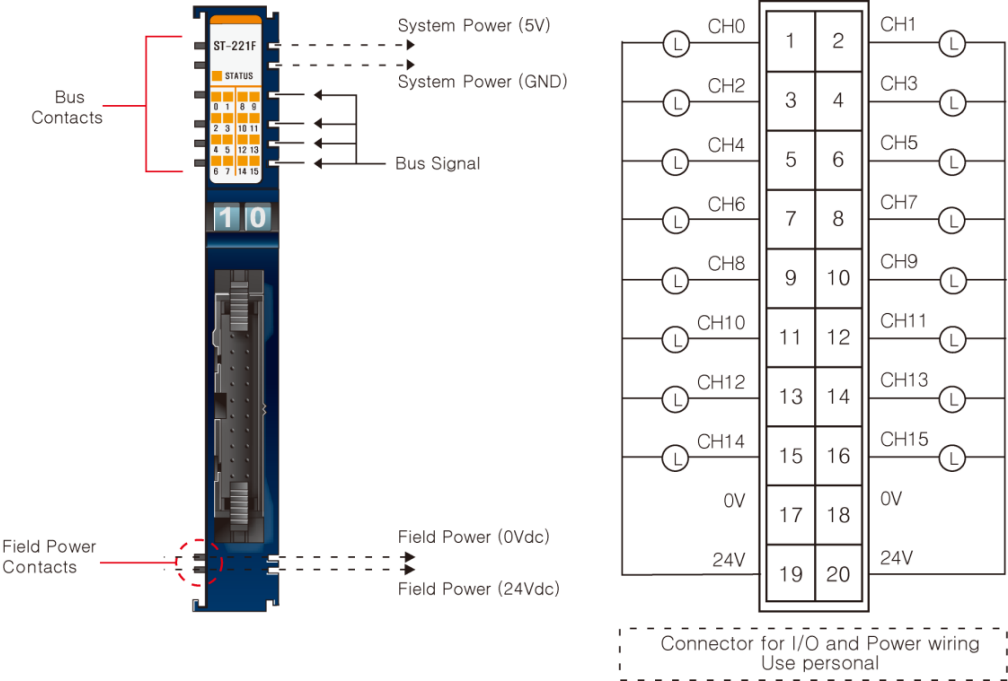 System Power (5V)
ST-221F
STATUS
System Power (GND)
0 1 8 9
2 3 10 11
4 5 12 13
6 7 14 15
Bus
Contacts
Bus Signal
10
Field Power
Contacts
Field Power (0Vdc)
Field Power (24Vdc)
CH0 1 2 CH1
L L
CH2 3 4 CH3
L L
CH4 5 6 CH5
L L
CH6 7 8 CH7
L L
CH8 9 10 CH9
L L
CH10 11 12 CH11
L L
CH12 13 14 CH13
L L
CH14 15 16 CH15
L L
0V 17 18 0V
24V 19 20 24V
Connector for I/O and Power wiring
Use personal